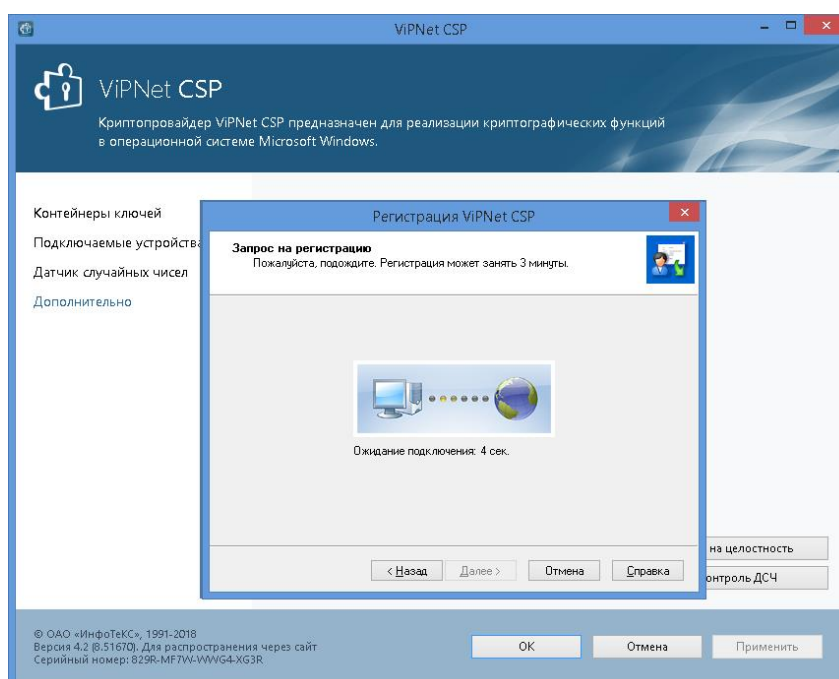 ViPNet CSP
ViPNet CSP
Криптопровайдер ViPNet CSP предназначен для реализации криптографических функций
в операционной системе Microsoft Windows.
Контейнеры ключей
Подключаемые устройства
Датчик случайных чисел
Дополнительно
Регистрация ViPNet CSP
Запрос на регистрацию
Пожалуйста, подождите. Регистрация может занять 3 минуты.
Ожидание подключения: 4 сек.
< Назад
Далее >
Отмена
Справка
на целостность
онтроль ДСЧ
© ОАО «ИнфоТеКС», 1991-2018
Версия 4.2 (8.51670). Для распространения через сайт
Серийный номер: 829R-MF7W-WWG4-XG3R
OK
Отмена
Применить